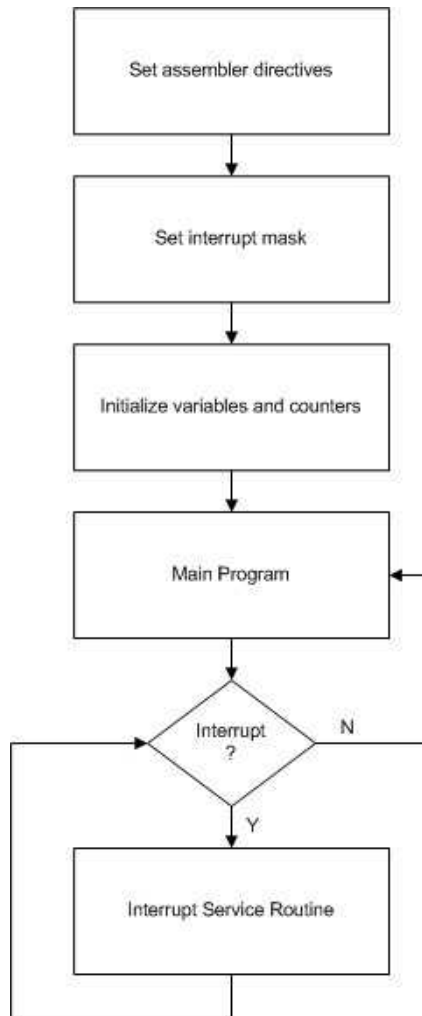 Set assembler directives
Set interrupt mask
Initialize variables and counters
Main Program
Interrupt
?
N
Y
Interrupt Service Routine